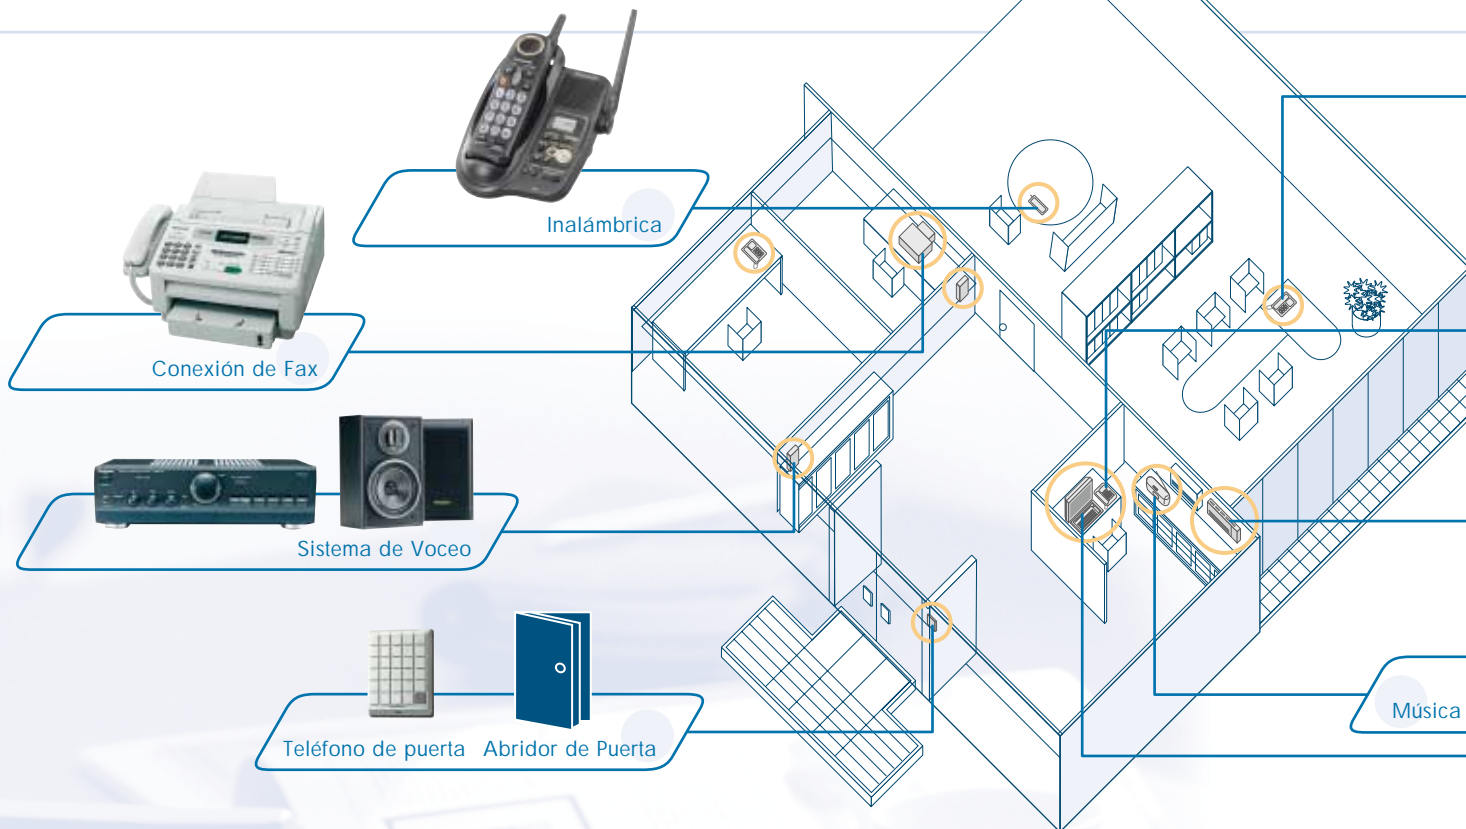 Inalámbrica
Conexión de Fax
Sistema de Voceo
Teléfono de puerta Abridor de Puerta
Música